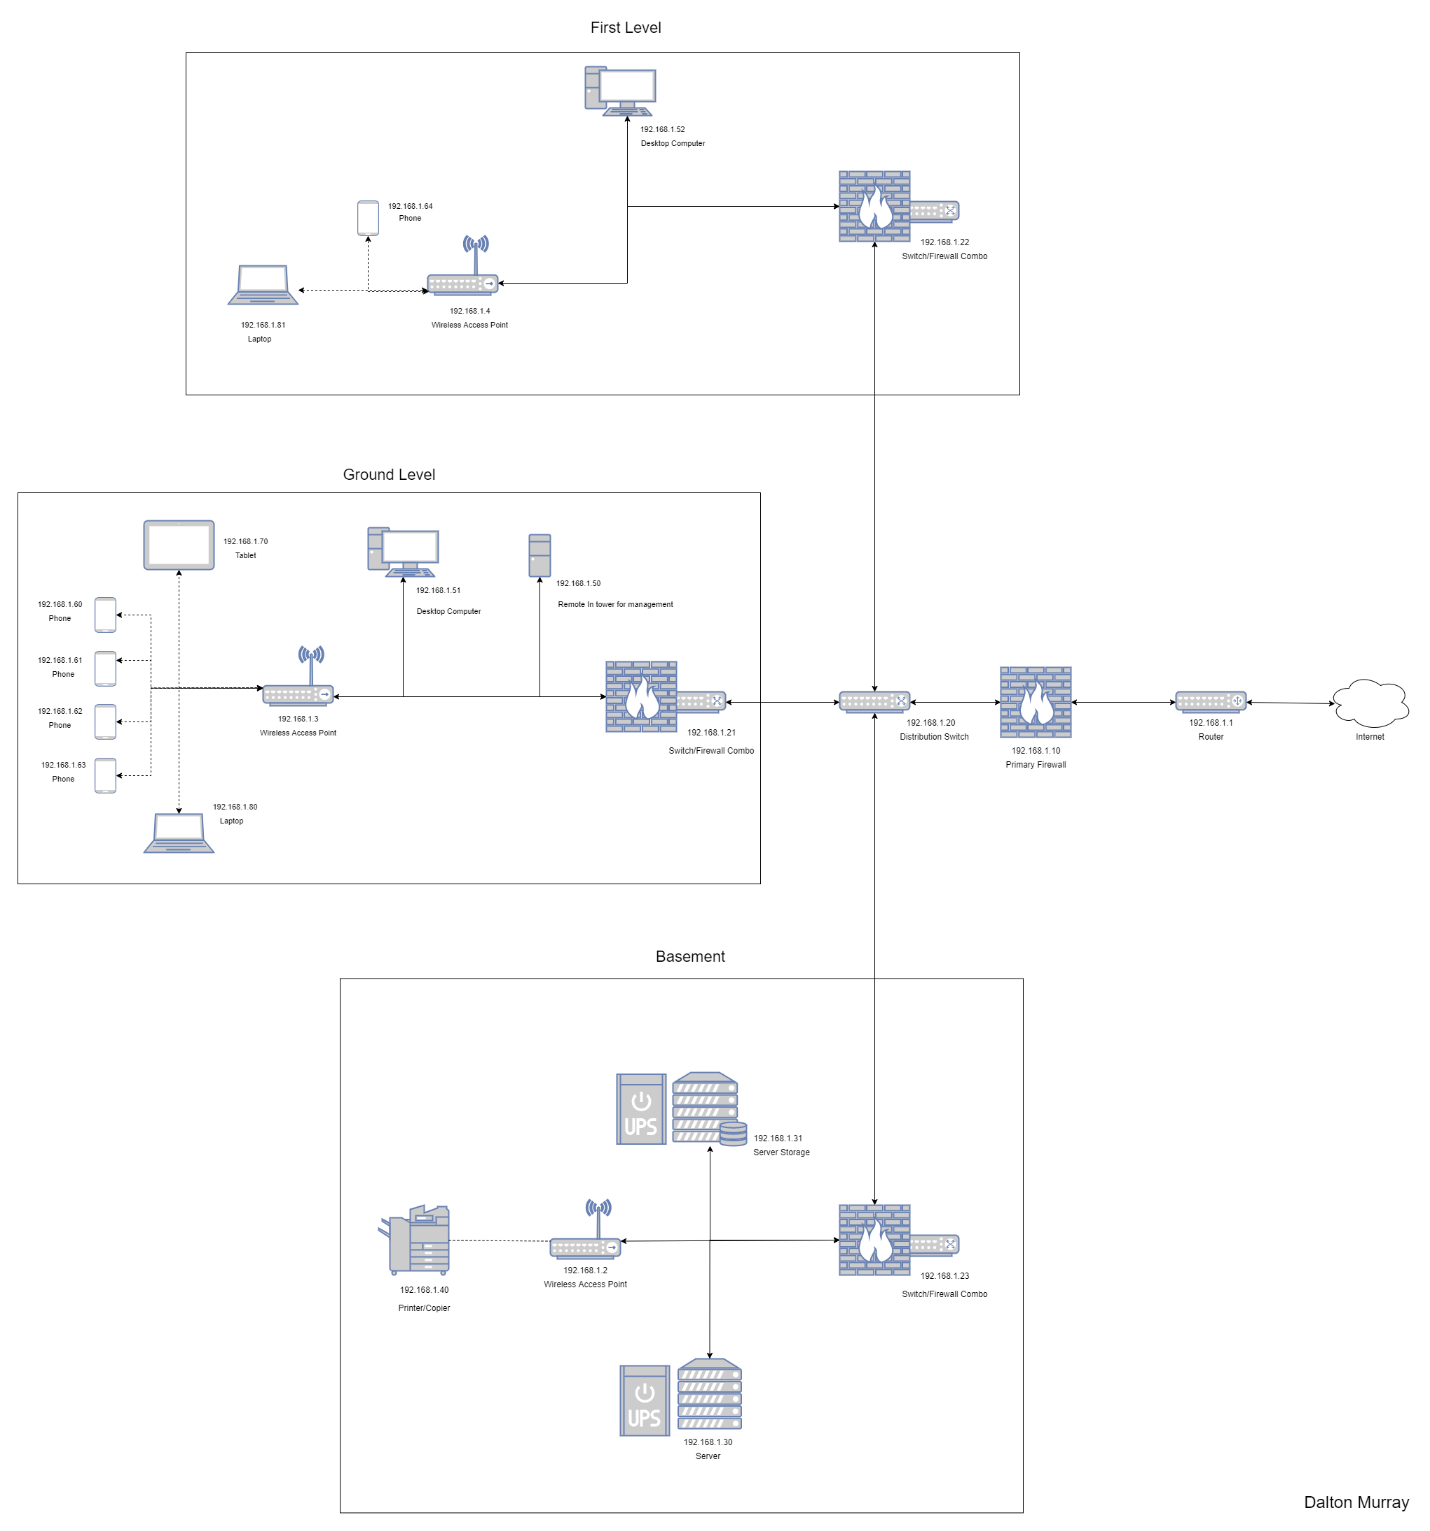 First Level
192.168.1.52
Desktop Computer
192.168.1.64
Phone
192.168.1.22
Switch/Firewall Combo
192.168.1.4
Wireless Access Point
192.168.1.81
Laptop
Ground Level
192.168.1.70
Tablet
192.168.1.51
Desktop Computer
192.168.1.50
Remote In tower for management
192.168.1.60
Phone
192.168.1.61
Phone
192.168.1.62
Phone
192.168.1.63
Phone
192.168.1.3
Wireless Access Point
192.168.1.21
Switch/Firewall Combo
192.168.1.80
Laptop
192.168.1.20
Distribution Switch
192.168.1.10
Primary Firewall
192.168.1.1
Router
Internet
Basement
UPS
192.168.1.31
Server Storage
192.168.1.40
Printer/Copier
192.168.1.2
Wireless Access Point
192.168.1.23
Switch/Firewall Combo
UPS
192.168.1.30
Server
Dalton Murray